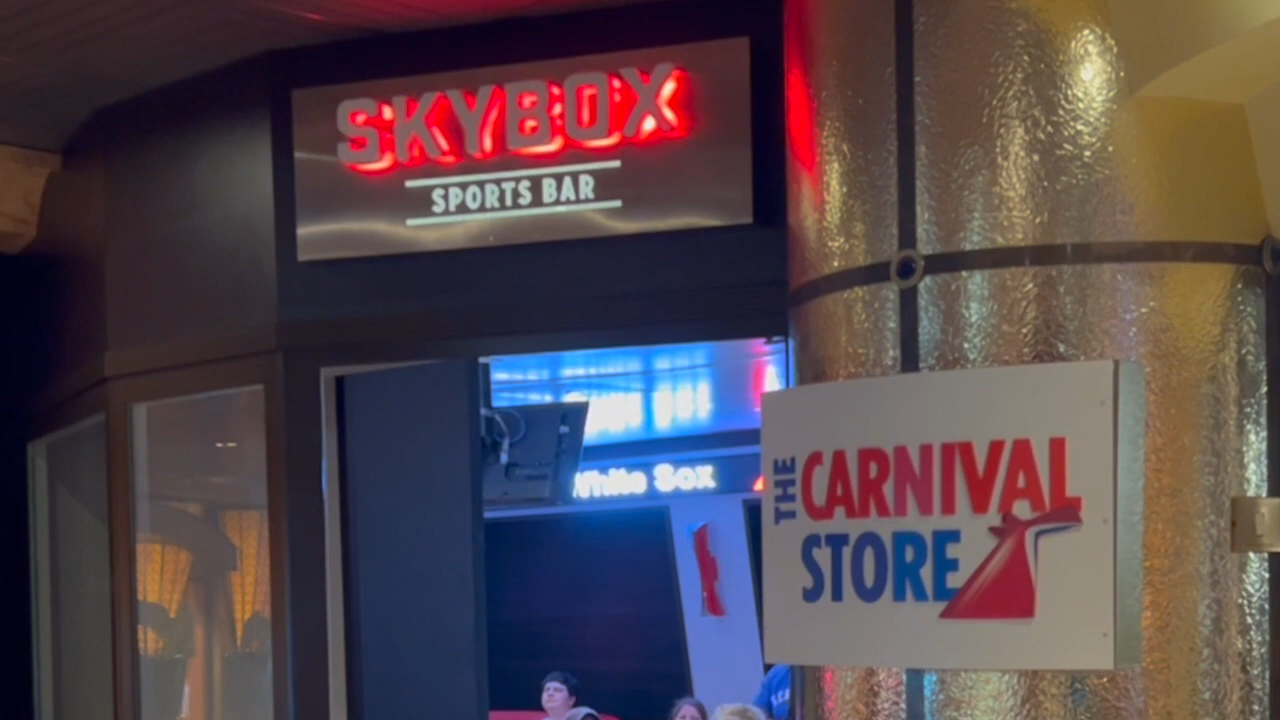 SKYBOX
SPORTS BAR
White Sox
THE
CARNIVAL
STORE